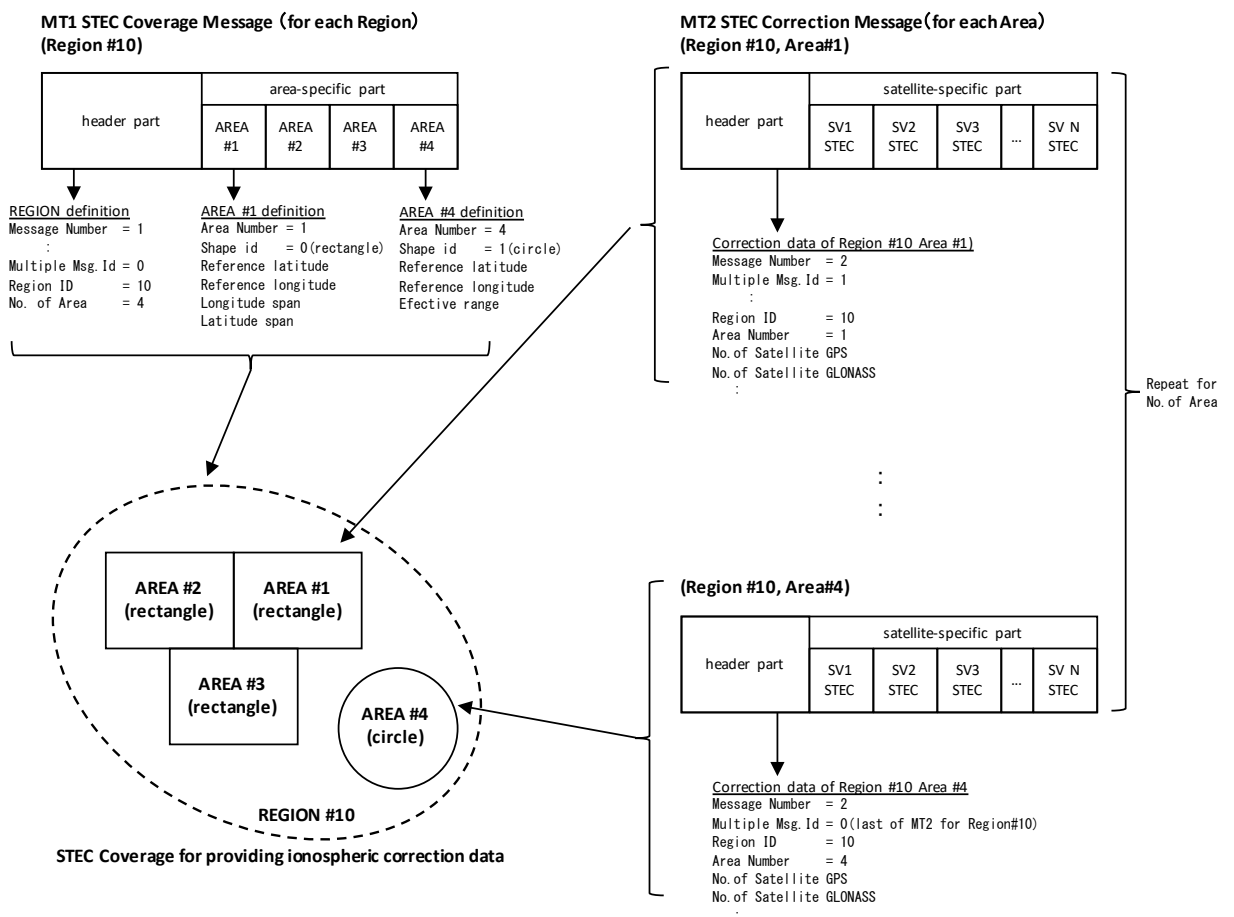 MT1 STEC Coverage Message (for each Region)
(Region #10)
header part
area-specific part
AREA
#1
AREA
#2
AREA
#3
AREA
#4
REGION definition
Message Number = 1
:
Multiple Msg.Id = 0
Region ID = 10
No. of Area = 4
AREA #1 definition
Area Number = 1
Shape id = 0(rectangle)
Reference latitude
Reference longitude
Longitude span
Latitude span
AREA #4 definition
Area Number = 4
Shape id = 1(circle)
Reference latitude
Reference longitude
Efective range
AREA #2
(rectangle)
AREA #1
(rectangle)
AREA #3
(rectangle)
AREA #4
(circle)
REGION #10
STEC Coverage for providing ionospheric correction data
MT2 STEC Correction Message(for each Area)
(Region #10, Area#1)
header part
satellite-specific part
SV1
STEC
SV2
STEC
SV3
STEC
...
SV N
STEC
Correction data of Region #10 Area #1)
Message Number = 2
Multiple Msg.Id = 1
:
Region ID = 10
Area Number = 1
No.of Satellite GPS
No.of Satellite GLONASS
:
Repeat for
No.of Area
:
:
(Region #10, Area#4)
header part
satellite-specific part
SV1
STEC
SV2
STEC
SV3
STEC
...
SV N
STEC
Correction data of Region #10 Area #4
Message Number = 2
Multiple Msg.Id = 0(last of MT2 for Region#10)
Region ID = 10
Area Number = 4
No.of Satellite GPS
No.of Satellite GLONASS
: